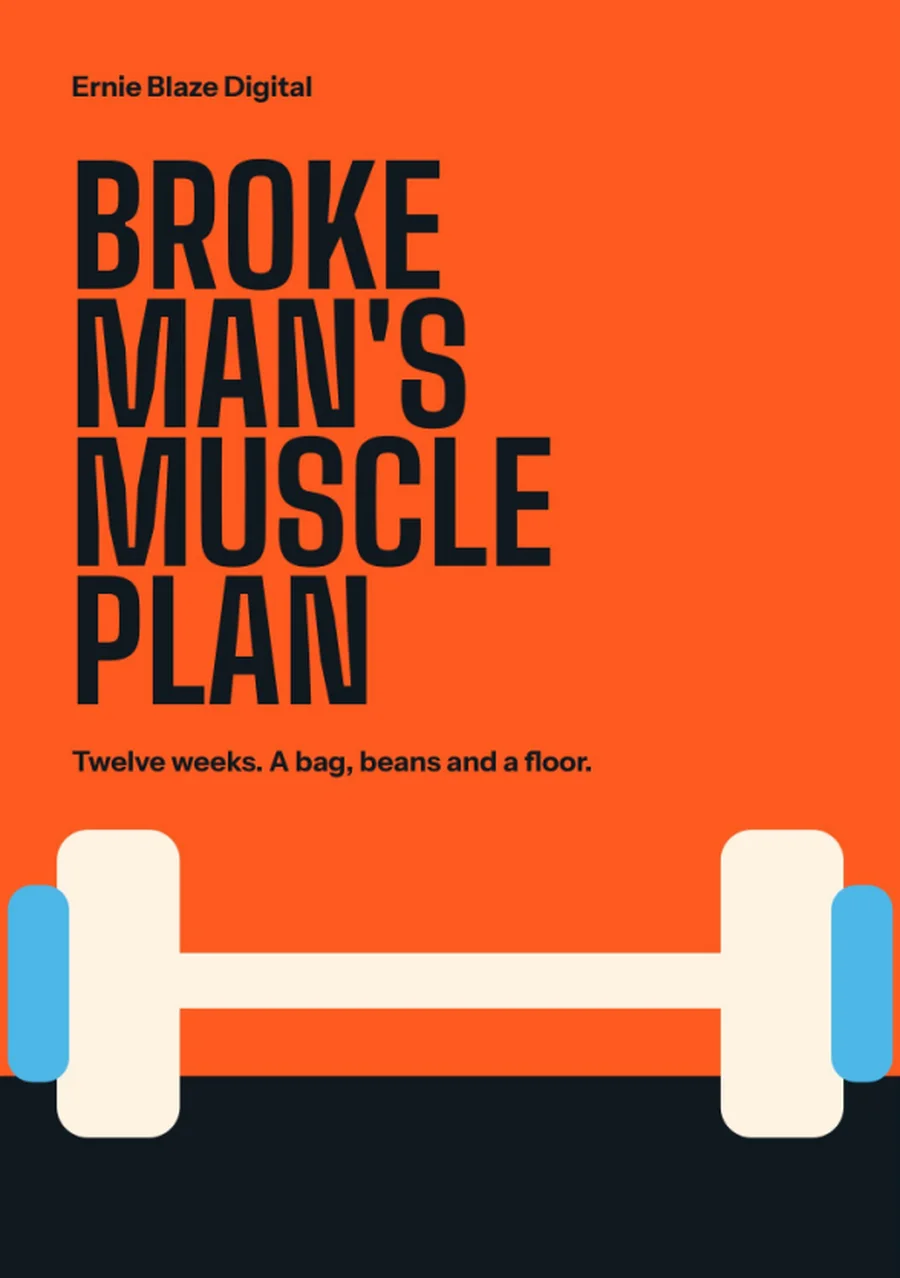 Ernie Blaze Digital
BROKE
MAN'S
MUSCLE
PLAN
Twelve weeks. A bag, beans and a floor.